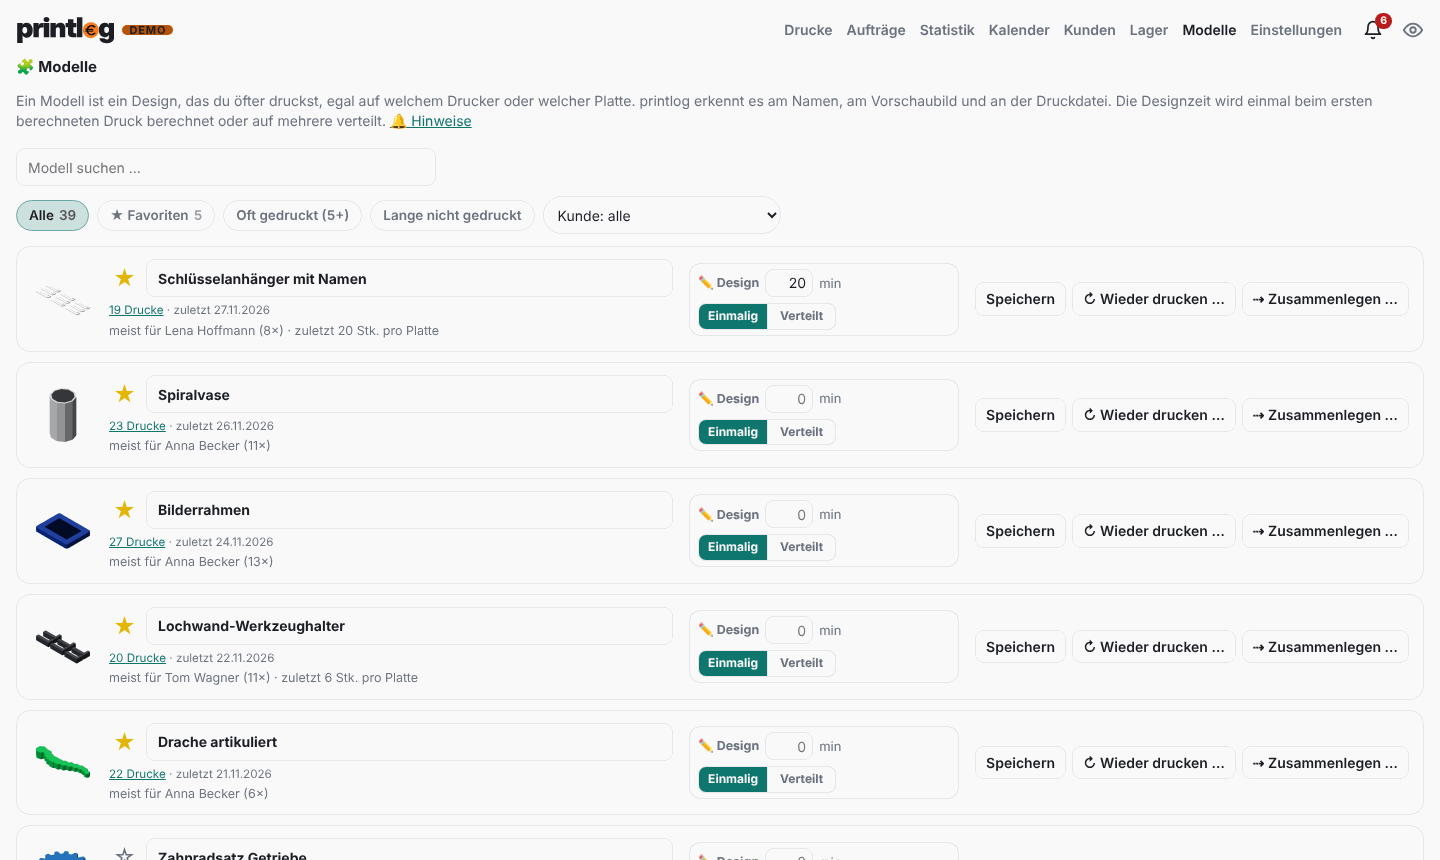 printlog DEMO
Drucke Aufträge Statistik Kalender Kunden Lager Modelle Einstellungen 6
🧩 Modelle
Ein Modell ist ein Design, das du öfter druckst, egal auf welchem Drucker oder welcher Platte. printlog erkennt es am Namen, am Vorschaubild und an der Druckdatei. Die Designzeit wird einmal beim ersten
berechneten Druck berechnet oder auf mehrere verteilt. 🔔 Hinweise
Modell suchen ...
Alle 39 ★ Favoriten 5 Oft gedruckt (5+) Lange nicht gedruckt Kunde: alle
★ Schlüsselanhänger mit Namen
19 Drucke · zuletzt 27.11.2026
meist für Lena Hoffmann (8×) · zuletzt 20 Stk. pro Platte
✏️ Design 20 min
Einmalig Verteilt
Speichern ↻ Wieder drucken ... ⇢ Zusammenlegen ...
★ Spiralvase
23 Drucke · zuletzt 26.11.2026
meist für Anna Becker (11×)
✏️ Design 0 min
Einmalig Verteilt
Speichern ↻ Wieder drucken ... ⇢ Zusammenlegen ...
★ Bilderrahmen
27 Drucke · zuletzt 24.11.2026
meist für Anna Becker (13×)
✏️ Design 0 min
Einmalig Verteilt
Speichern ↻ Wieder drucken ... ⇢ Zusammenlegen ...
★ Lochwand-Werkzeughalter
20 Drucke · zuletzt 22.11.2026
meist für Tom Wagner (11×) · zuletzt 6 Stk. pro Platte
✏️ Design 0 min
Einmalig Verteilt
Speichern ↻ Wieder drucken ... ⇢ Zusammenlegen ...
★ Drache artikuliert
22 Drucke · zuletzt 21.11.2026
meist für Anna Becker (6×)
✏️ Design 0 min
Einmalig Verteilt
Speichern ↻ Wieder drucken ... ⇢ Zusammenlegen ...
☆ Zahnradsatz Getriebe
✏️ Design 0 min